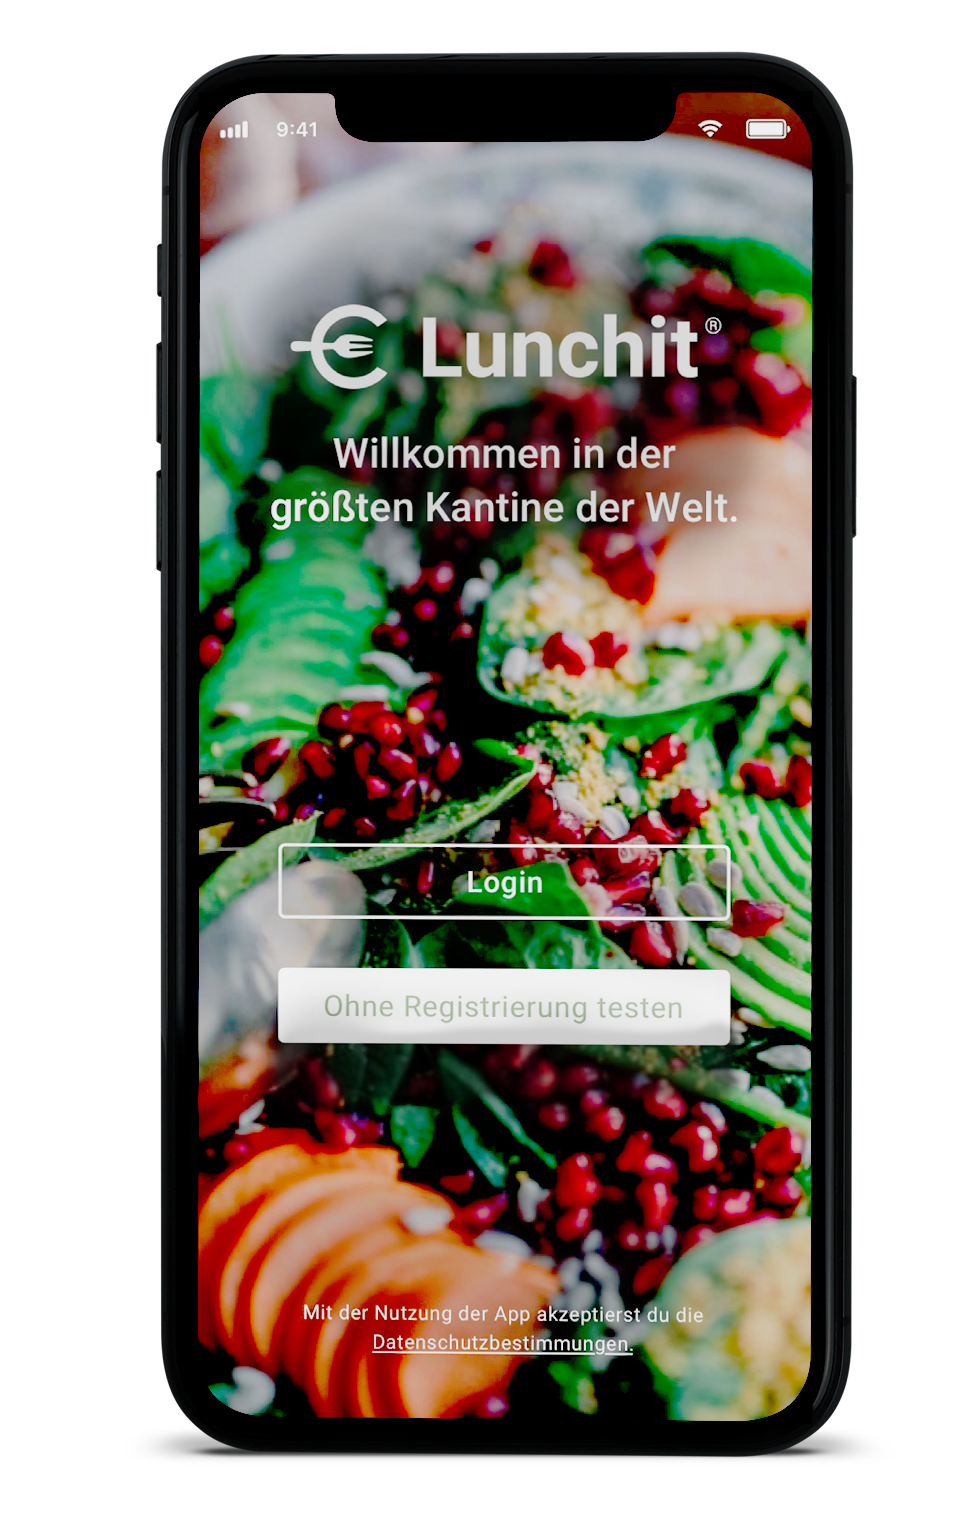 9:41
Lunchit®
Willkommen in der
größten Kantine der Welt.
Login
Ohne Registrierung testen
Mit der Nutzung der App akzeptierst du die
Datenschutzbestimmungen.